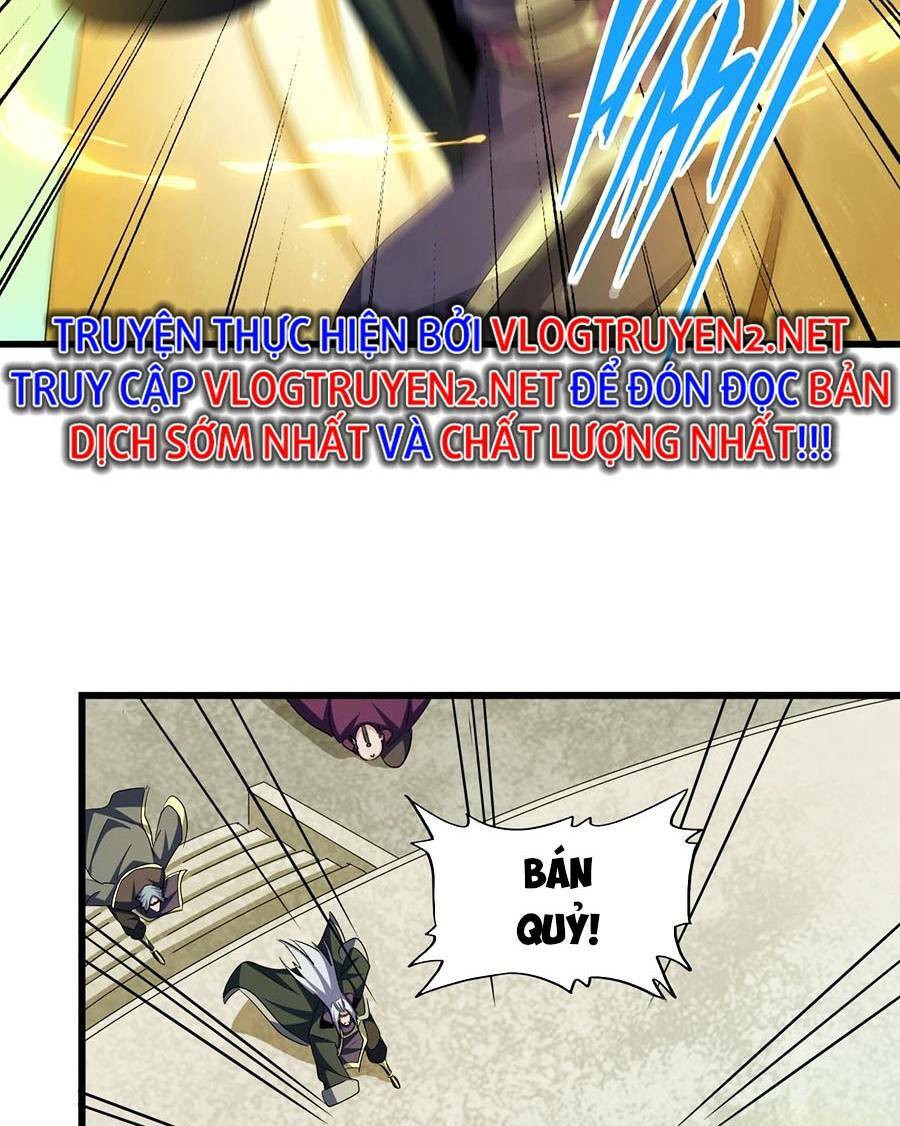 TRUYỆN THỰC HIỆN BỞI VLOGTRUYEN2.NET
TRUY CẬP VLOGTRUYEN2.NET ĐỂ ĐÓN ĐỌC BẢN
DỊCH SỚM NHẤT VÀ CHẤT LƯỢNG NHẤT!!!
BÁN
QUỶ!